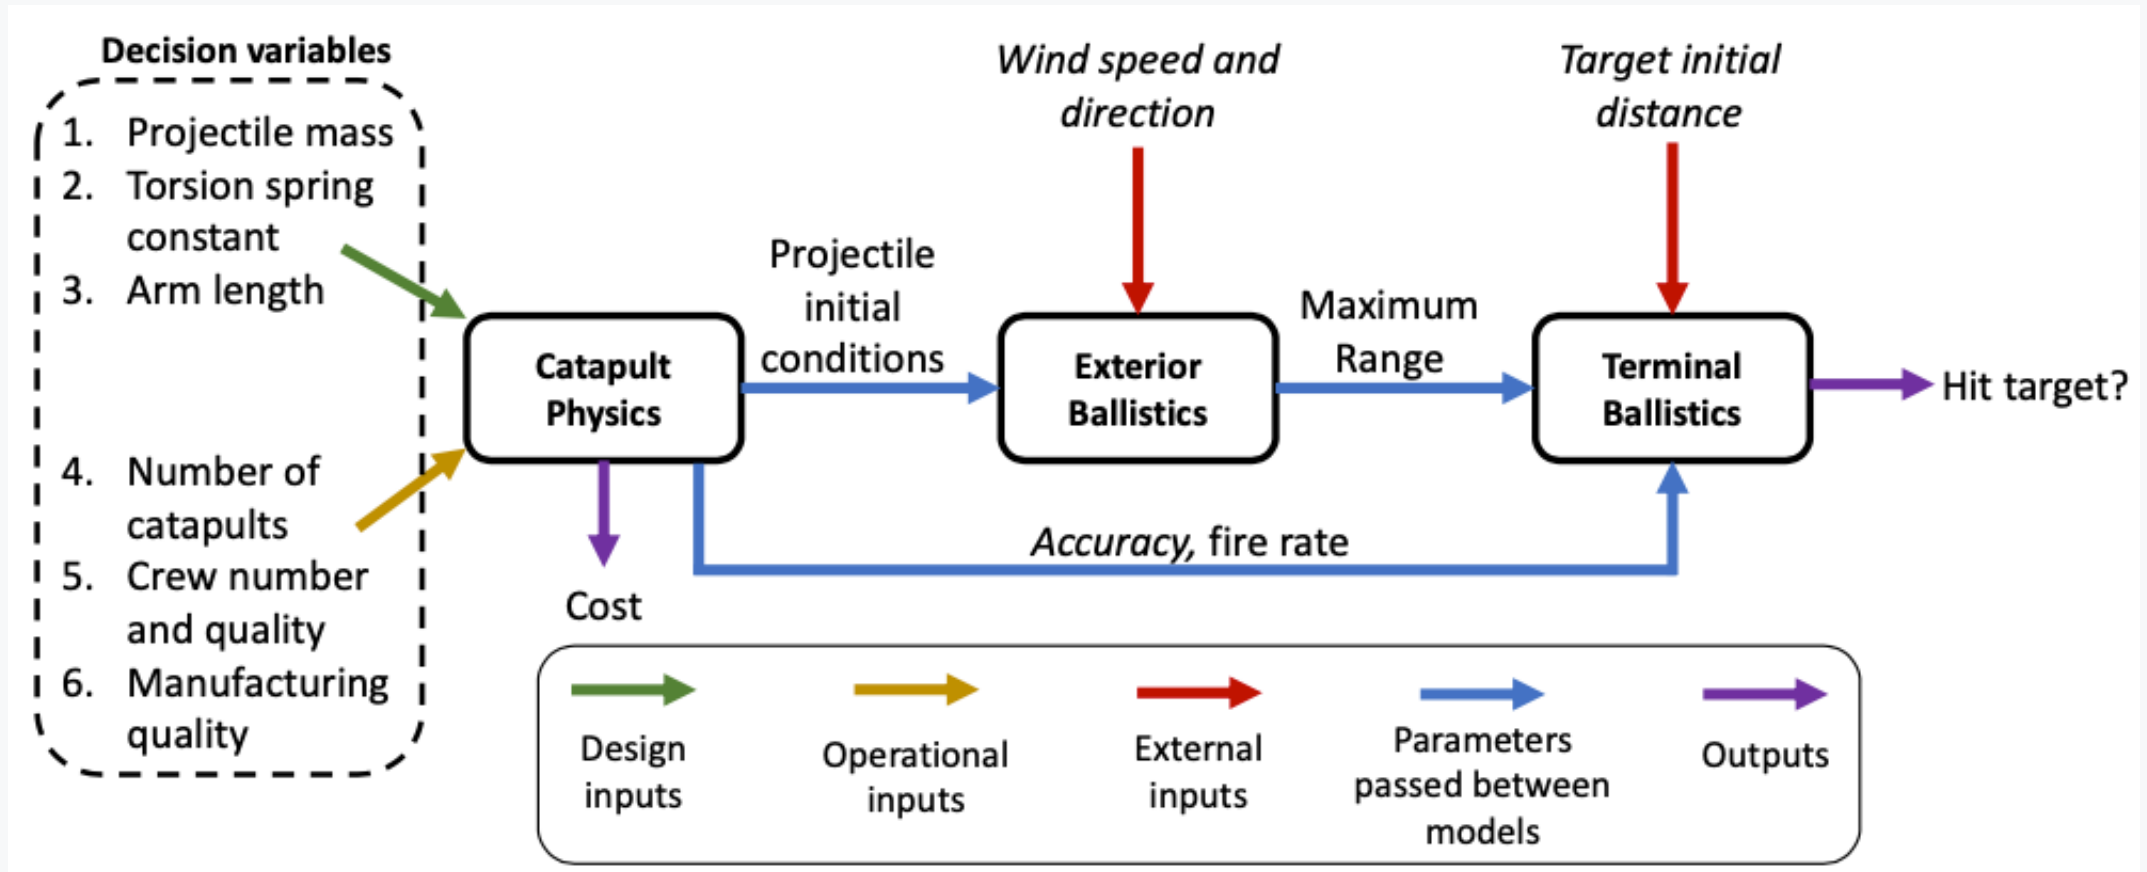 Decision variables
1. Projectile mass
2. Torsion spring
constant
3. Arm length
4. Number of
catapults
5. Crew number
and quality
6. Manufacturing
quality
Catapult
Physics
Cost
Projectile
initial
conditions
Wind speed and
direction
Exterior
Ballistics
Maximum
Range
Target initial
distance
Terminal
Ballistics
Hit target?
Accuracy, fire rate
Design
inputs
Operational
inputs
External
inputs
Parameters
passed between
models
Outputs